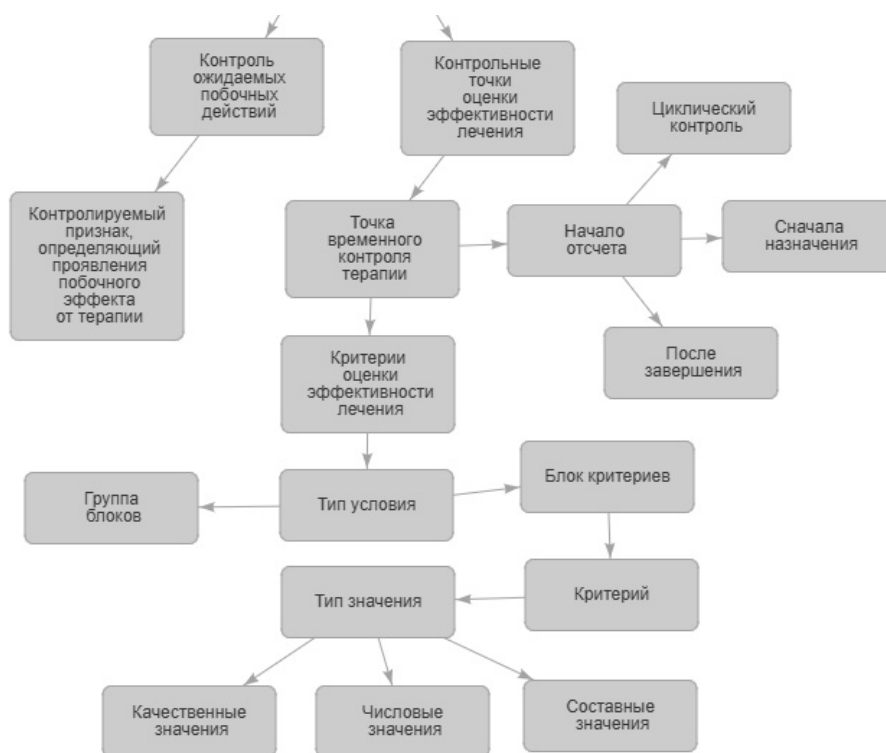 Контроль
ожидаемых
побочных
действий
Контрольные
точки
оценки
эффективности
лечения
Циклический
контроль
Контролируемый
признак,
определяющий
проявления
побочного
эффекта
от терапии
Точка
временного
контроля
терапии
Начало
отсчета
Сначала
назначения
После
завершения
Критерии
оценки
эффективности
лечения
Группа
блоков
Тип условия
Блок критериев
Критерий
Тип значения
Качественные
значения
Числовые
значения
Составные
значения